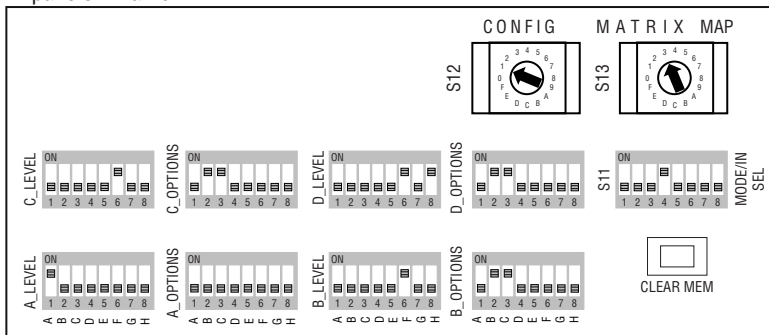 CONFIG MATRIX MAP
S12
0 1 2 3 4 5 6 7 8 9 A B C D E F
S13
0 1 2 3 4 5 6 7 8 9 A B C D E F
C_LEVEL
ON
1 2 3 4 5 6 7 8
C_OPTIONS
ON
1 2 3 4 5 6 7 8
D_LEVEL
ON
1 2 3 4 5 6 7 8
D_OPTIONS
ON
1 2 3 4 5 6 7 8
S11
ON
1 2 3 4 5 6 7 8
MODE/IN
SEL
A_LEVEL
ON
1 2 3 4 5 6 7 8
A B C D E F G H
A_OPTIONS
ON
1 2 3 4 5 6 7 8
A B C D E F G H
B_LEVEL
ON
1 2 3 4 5 6 7 8
A B C D E F G H
B_OPTIONS
ON
1 2 3 4 5 6 7 8
A B C D E F G H
CLEAR MEM